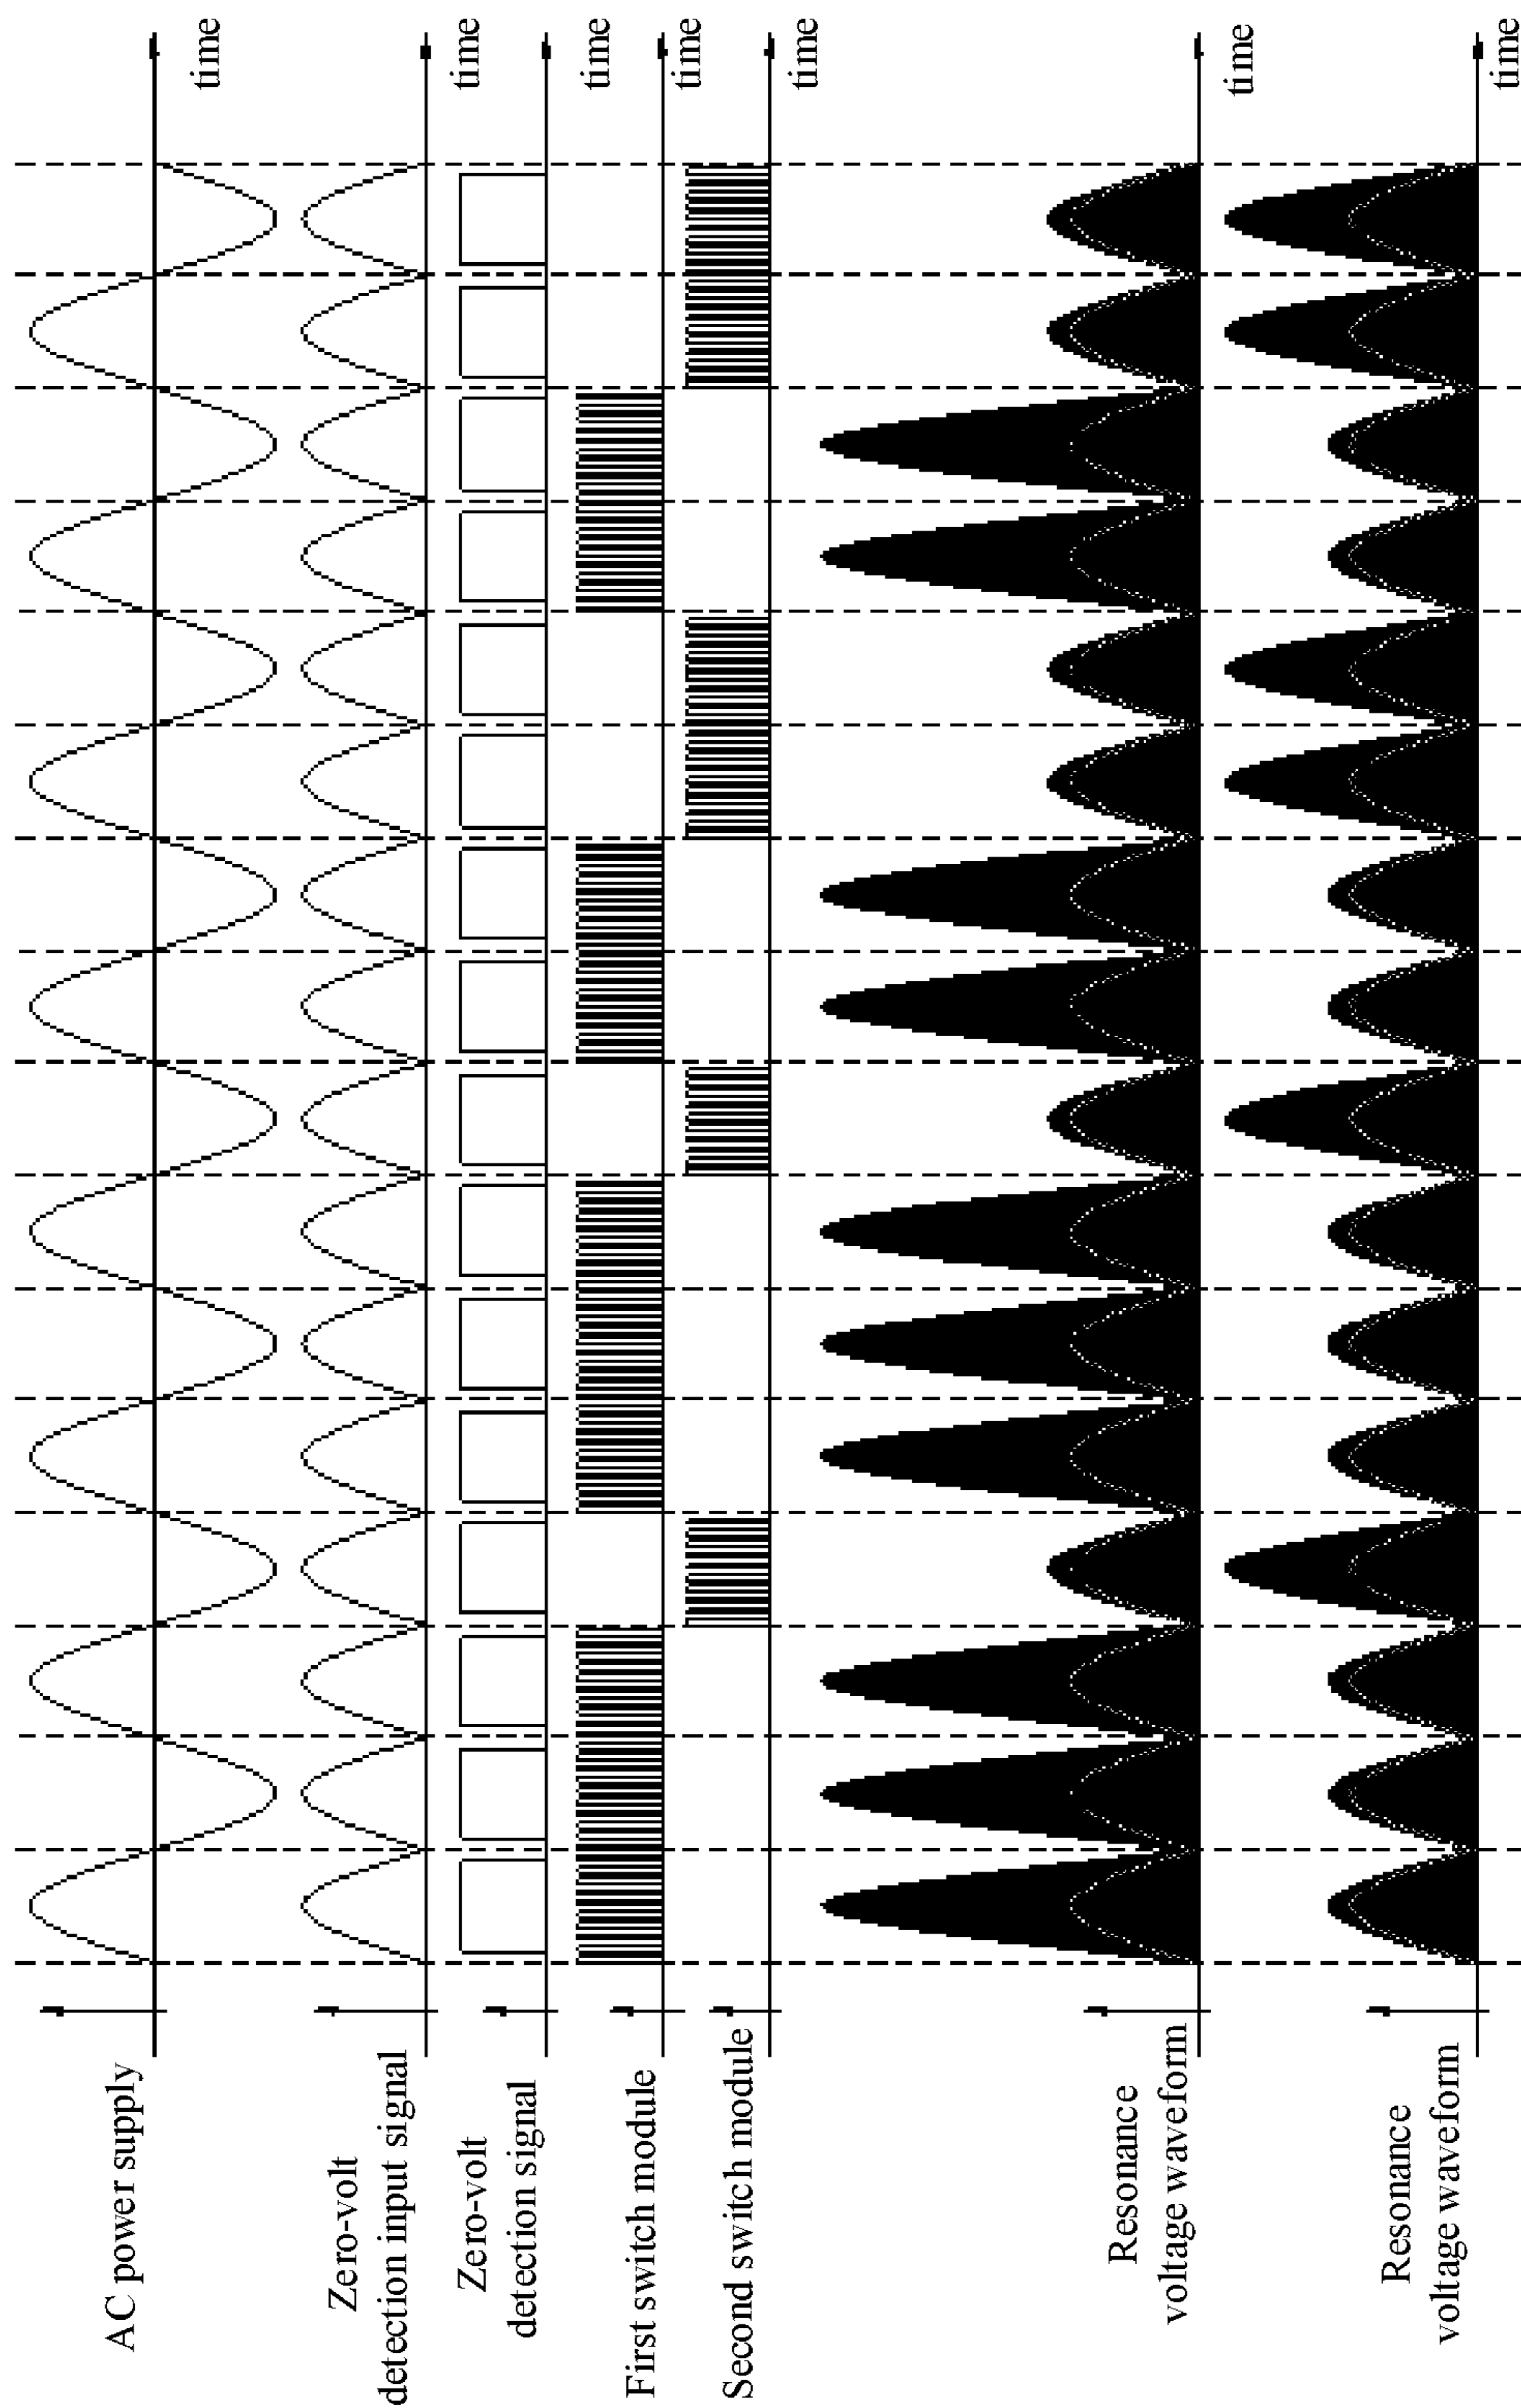 AC power supply
time
Zero-volt
detection input signal
time
Zero-volt
detection signal
time
First switch module
time
Second switch module
time
Resonance
voltage waveform
time
Resonance
voltage waveform
time